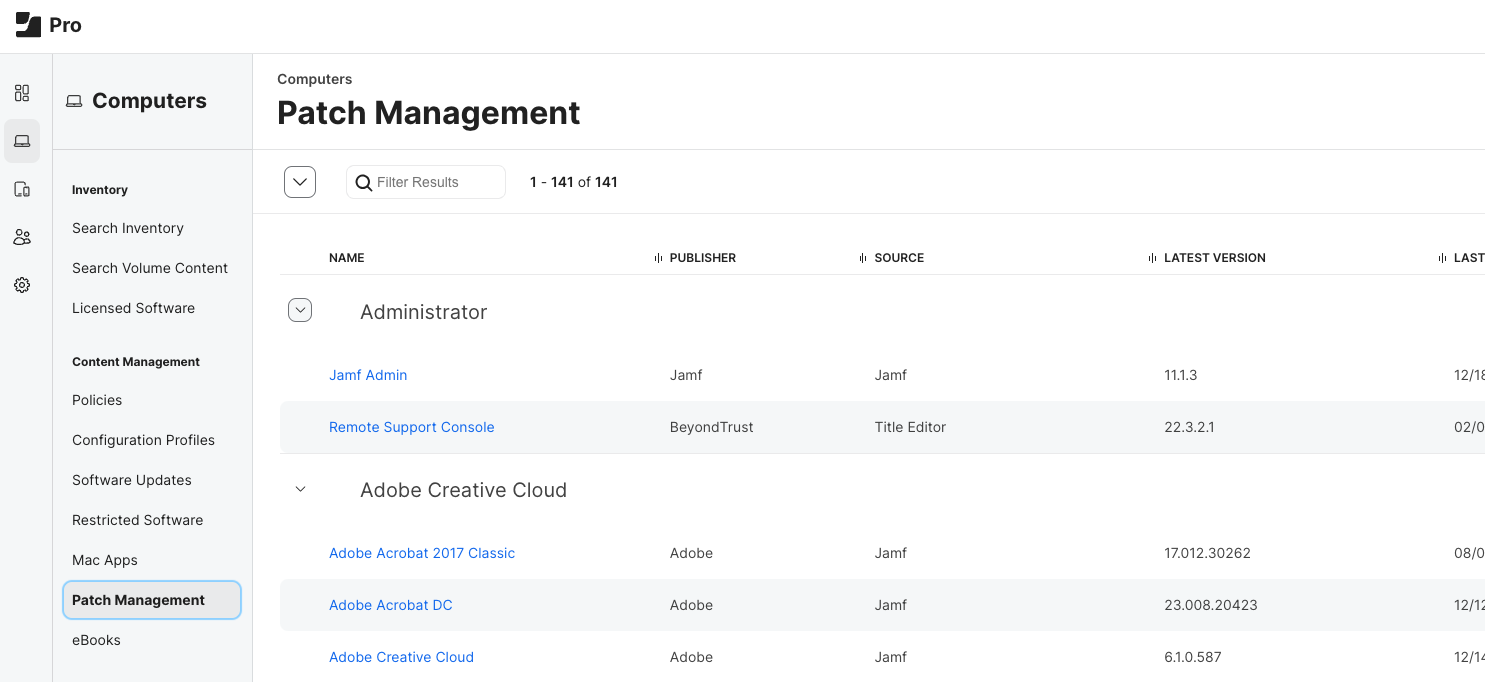 Pro
Computers
Inventory
Search Inventory
Search Volume Content
Licensed Software
Content Management
Policies
Configuration Profiles
Software Updates
Restricted Software
Mac Apps
Patch Management
eBooks
Computers
Patch Management
Filter Results
1 - 141 of 141
NAME PUBLISHER SOURCE LATEST VERSION LAST
Administrator
Jamf Admin Jamf Jamf 11.1.3 12/18
Remote Support Console BeyondTrust Title Editor 22.3.2.1 02/0
Adobe Creative Cloud
Adobe Acrobat 2017 Classic Adobe Jamf 17.012.30262 08/0
Adobe Acrobat DC Adobe Jamf 23.008.20423 12/12
Adobe Creative Cloud Adobe Jamf 6.1.0.587 12/14